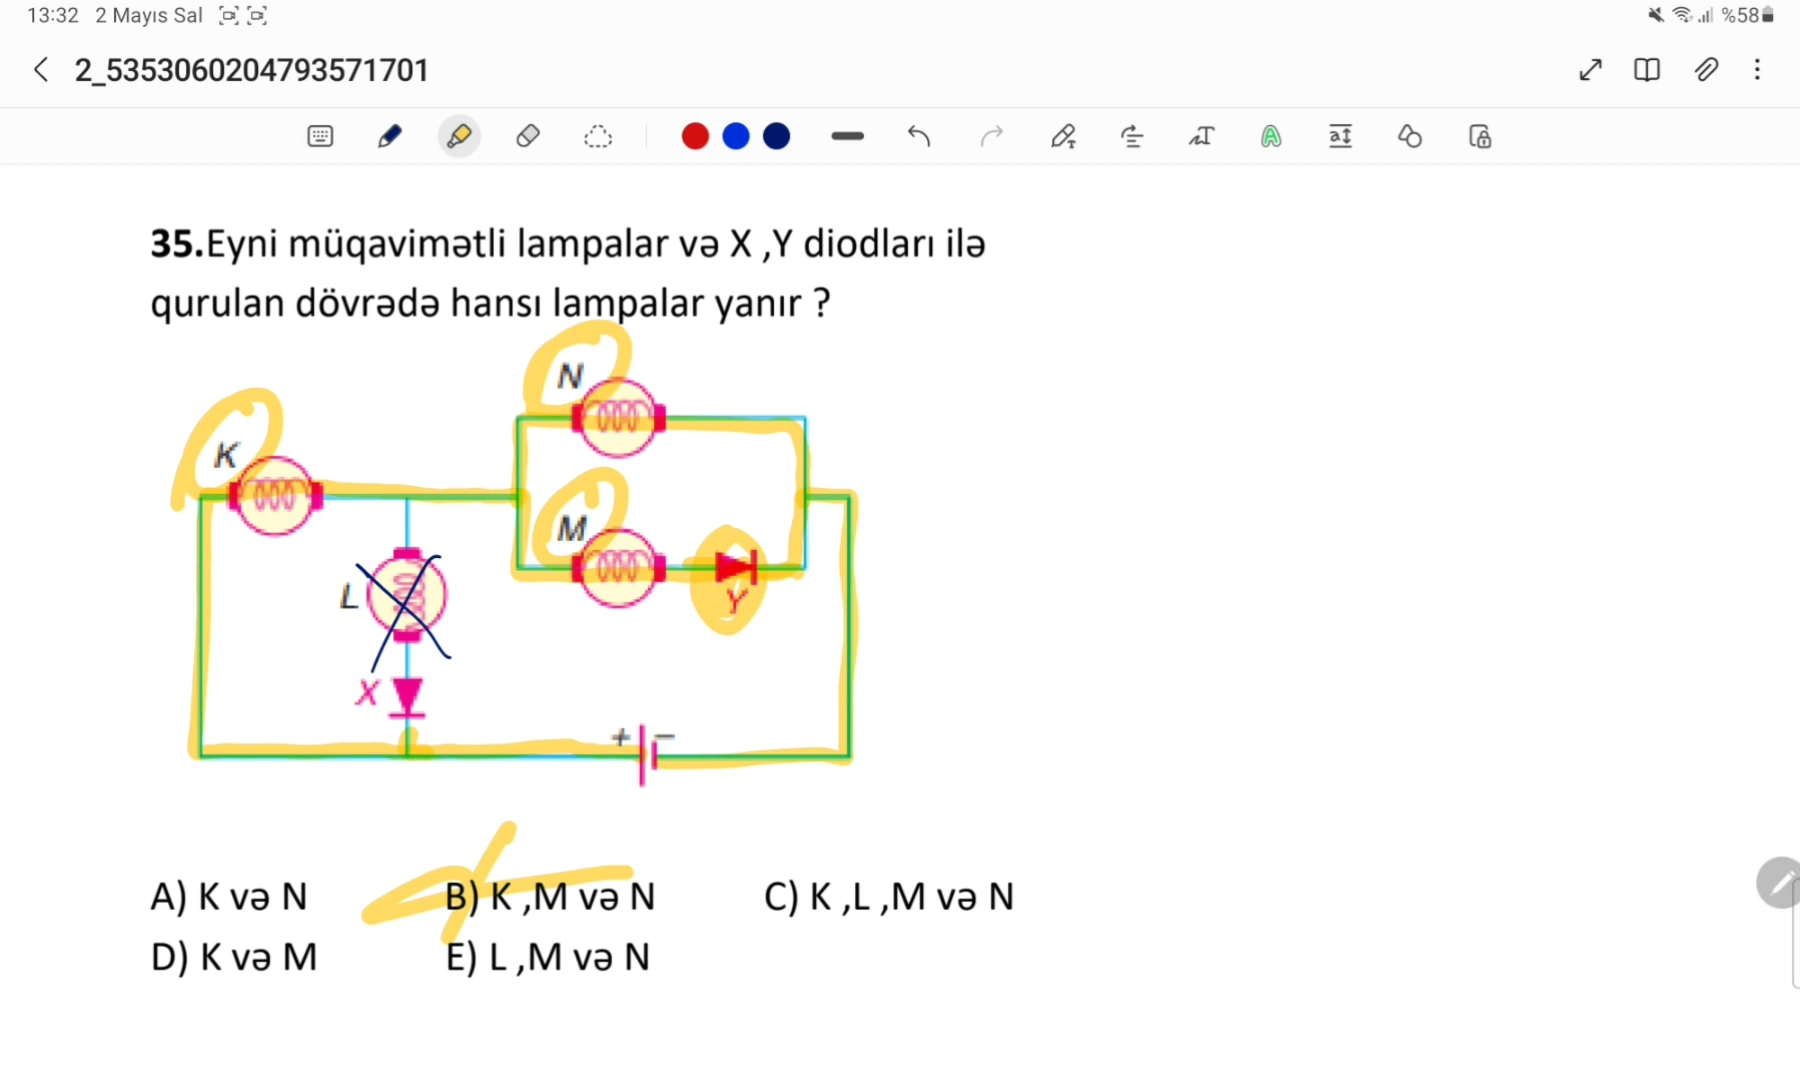 13:32 2 Mayıs Sal %58
2_5353060204793571701
35.Eyni müqavimətli lampalar və X ,Y diodları ilə
qurulan dövrədə hansı lampalar yanır ?
N
K
M
L
Y
X
+ −
A) K və N B) K ,M və N C) K ,L ,M və N
D) K və M E) L ,M və N